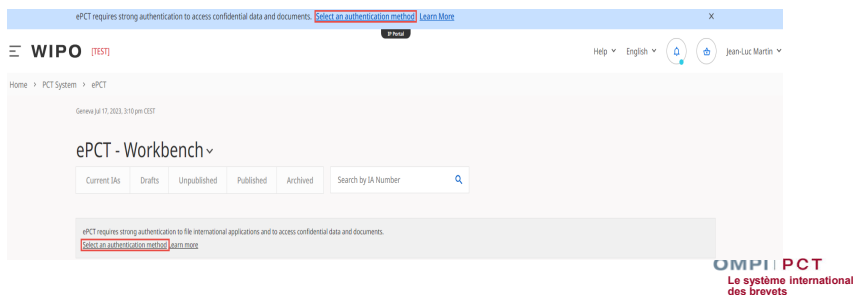 ePCT requires strong authentication to access confidential data and documents. Select an authentication method Learn More X
IP Portal
WIPO [TEST] Help English Jean-Luc Martin
Home > PCT System > ePCT
Geneva Jul 17, 2023, 3:10 pm CEST
ePCT - Workbench
Current IAs Drafts Unpublished Published Archived Search by IA Number
ePCT requires strong authentication to file international applications and to access confidential data and documents.
Select an authentication method Learn more
OMPI | PCT
Le système international
des brevets